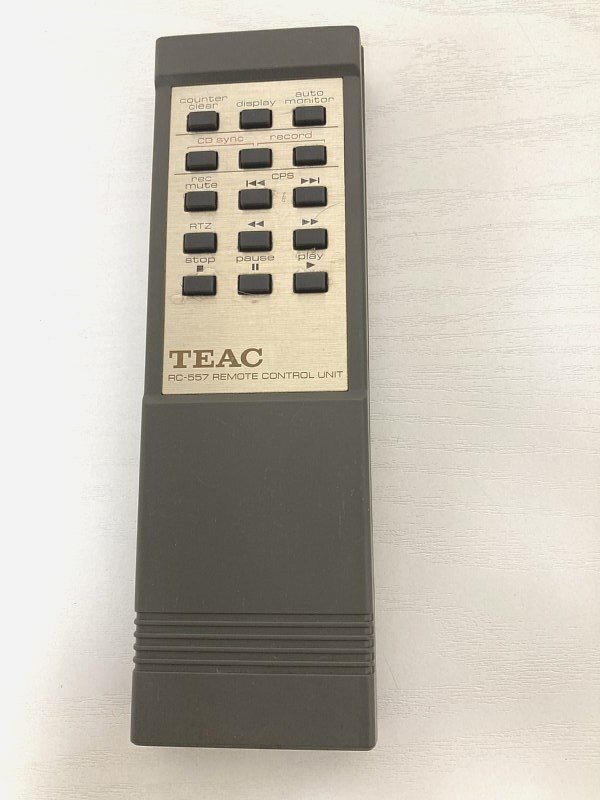 counter clear display auto monitor
CD sync record
rec mute CPS
RTZ
stop pause play
TEAC
RC-557 REMOTE CONTROL UNIT